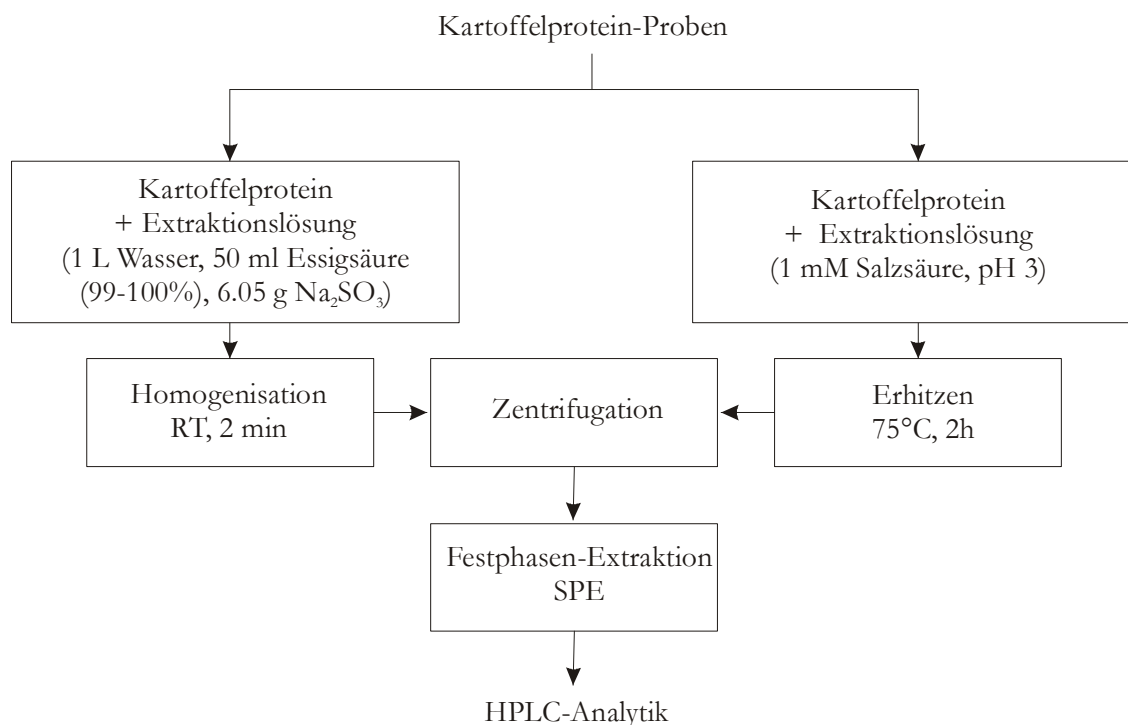 Kartoffelprotein-Proben
Kartoffelprotein
+ Extraktionslösung
(1 L Wasser, 50 ml Essigsäure
(99-100%), 6.05 g Na₂SO₃)
Kartoffelprotein
+ Extraktionslösung
(1 mM Salzsäure, pH 3)
Homogenisation
RT, 2 min
Zentrifugation
Erhitzen
75°C, 2h
Festphasen-Extraktion
SPE
HPLC-Analytik